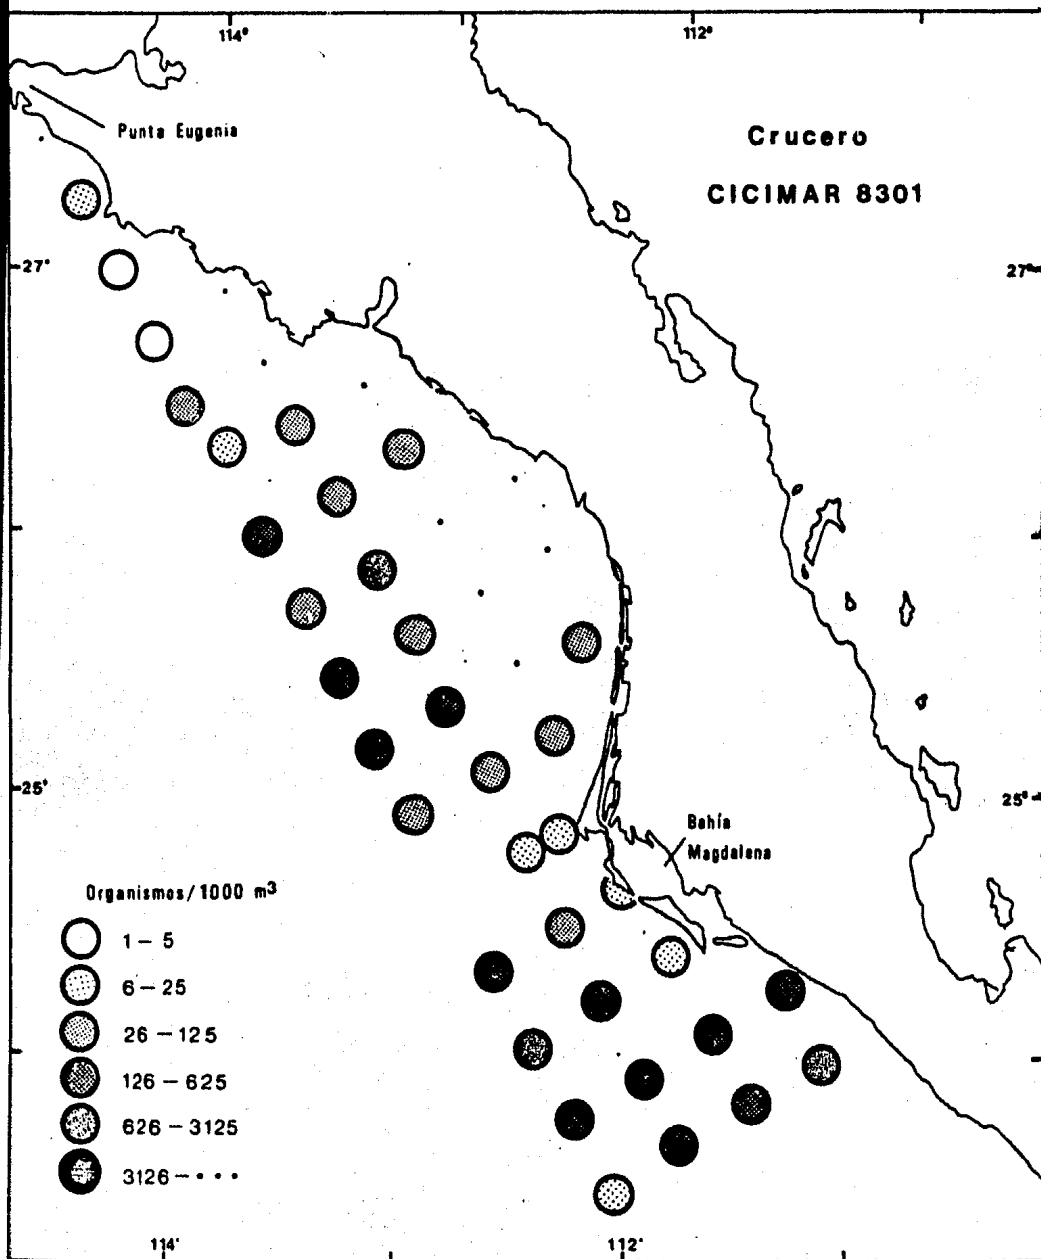 114°
112°
Punta Eugenia
Crucero
CICIMAR 8301
27°
27°
25°
25°
Bahía
Magdalena
Organismos/1000 m³
1 – 5
6 – 25
26 – 125
126 – 625
626 – 3125
3126 – • • •
114°
112°